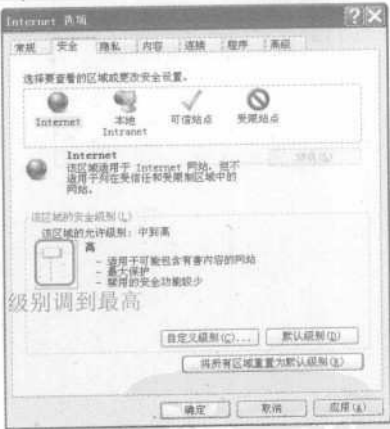 Internet 选项
常规 安全 隐私 内容 连接 程序 高级
选择要查看的区域或更改安全设置。
Internet 本地 Intranet 可信站点 受限站点
Internet
该区域适用于 Internet 网站，但不
适用于列在受信任和受限制区域中的
网站。
该区域的安全级别(L)
该区域的允许级别: 中到高
高
- 适用于可能包含有害内容的网站
- 最大保护
- 禁用的安全功能较少
级别调到最高
自定义级别(C)... 默认级别(D)
将所有区域重置为默认级别(R)
确定 取消 应用(A)